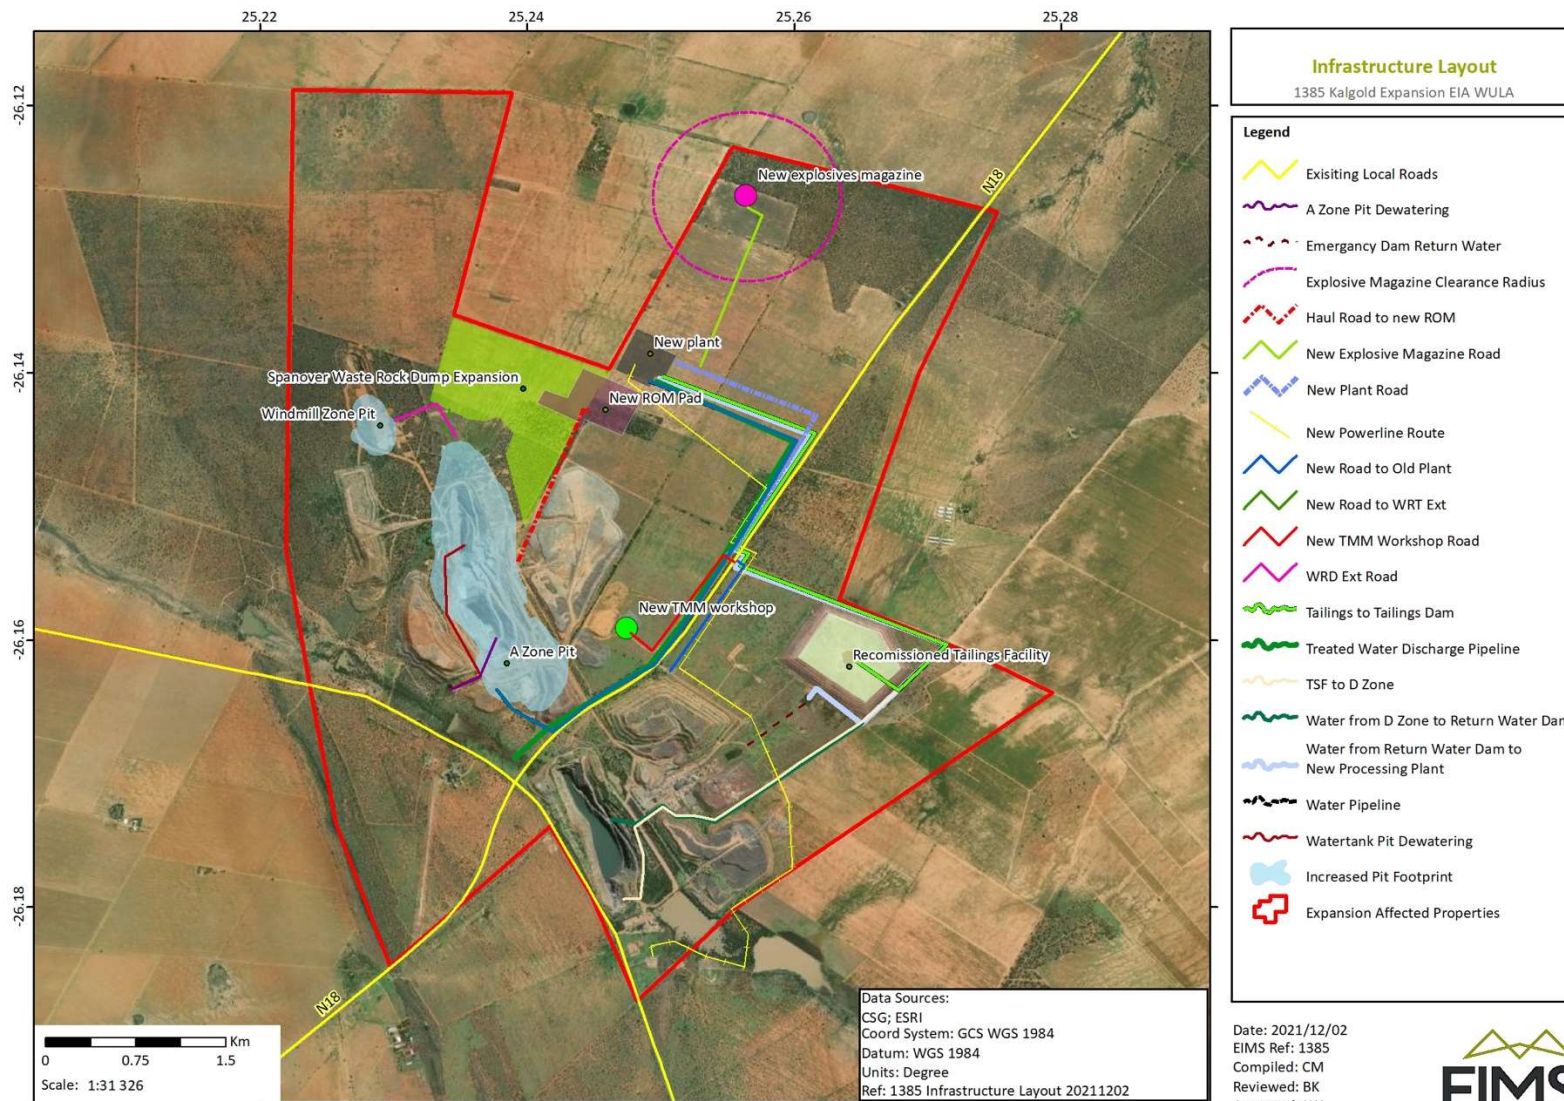 25.22
25.24
25.26
25.28
-26.12
-26.14
-26.16
-26.18
New explosives magazine
N18
New plant
Spanover Waste Rock Dump Expansion
New ROM Pad
Windmill Zone Pit
New TMM workshop
A Zone Pit
Recomissioned Tailings Facility
N18
Km
0 0.75 1.5
Scale: 1:31 326
Data Sources:
CSG; ESRI
Coord System: GCS WGS 1984
Datum: WGS 1984
Units: Degree
Ref: 1385 Infrastructure Layout 20211202
Infrastructure Layout
1385 Kalgold Expansion EIA WULA
Legend
Exisiting Local Roads
A Zone Pit Dewatering
Emergancy Dam Return Water
Explosive Magazine Clearance Radius
Haul Road to new ROM
New Explosive Magazine Road
New Plant Road
New Powerline Route
New Road to Old Plant
New Road to WRT Ext
New TMM Workshop Road
WRD Ext Road
Tailings to Tailings Dam
Treated Water Discharge Pipeline
TSF to D Zone
Water from D Zone to Return Water Dam
Water from Return Water Dam to
New Processing Plant
Water Pipeline
Watertank Pit Dewatering
Increased Pit Footprint
Expansion Affected Properties
Date: 2021/12/02
EIMS Ref: 1385
Compiled: CM
Reviewed: BK
EIMS